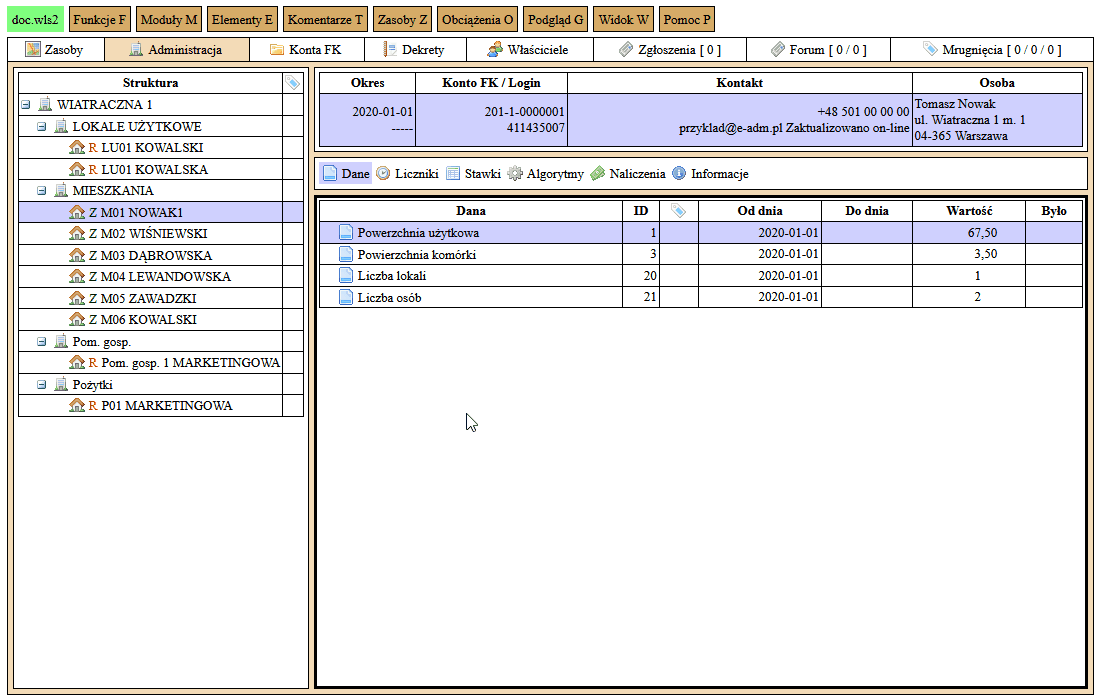 doc.wls2 Funkcje F Moduły M Elementy E Komentarze T Zasoby Z Obciążenia O Podgląd G Widok W Pomoc P
Zasoby Administracja Konta FK Dekrety Właściciele Zgłoszenia [ 0 ] Forum [ 0 / 0 ] Mrugnięcia [ 0 / 0 / 0 ]
Struktura
WIATRACZNA 1
LOKALE UŻYTKOWE
R LU01 KOWALSKI
R LU01 KOWALSKA
MIESZKANIA
Z M01 NOWAK1
Z M02 WIŚNIEWSKI
Z M03 DĄBROWSKA
Z M04 LEWANDOWSKA
Z M05 ZAWADZKI
Z M06 KOWALSKI
Pom. gosp.
R Pom. gosp. 1 MARKETINGOWA
Pożytki
R P01 MARKETINGOWA
Okres Konto FK / Login Kontakt Osoba
2020-01-01 201-1-0000001 +48 501 00 00 00 Tomasz Nowak
ul. Wiatraczna 1 m. 1
----- 411435007 przyklad@e-adm.pl Zaktualizowano on-line 04-365 Warszawa
Dane Liczniki Stawki Algorytmy Naliczenia Informacje
Dana ID Od dnia Do dnia Wartość Było
Powerzchnia użytkowa 1 2020-01-01 67,50
Powierzchnia komórki 3 2020-01-01 3,50
Liczba lokali 20 2020-01-01 1
Liczba osób 21 2020-01-01 2